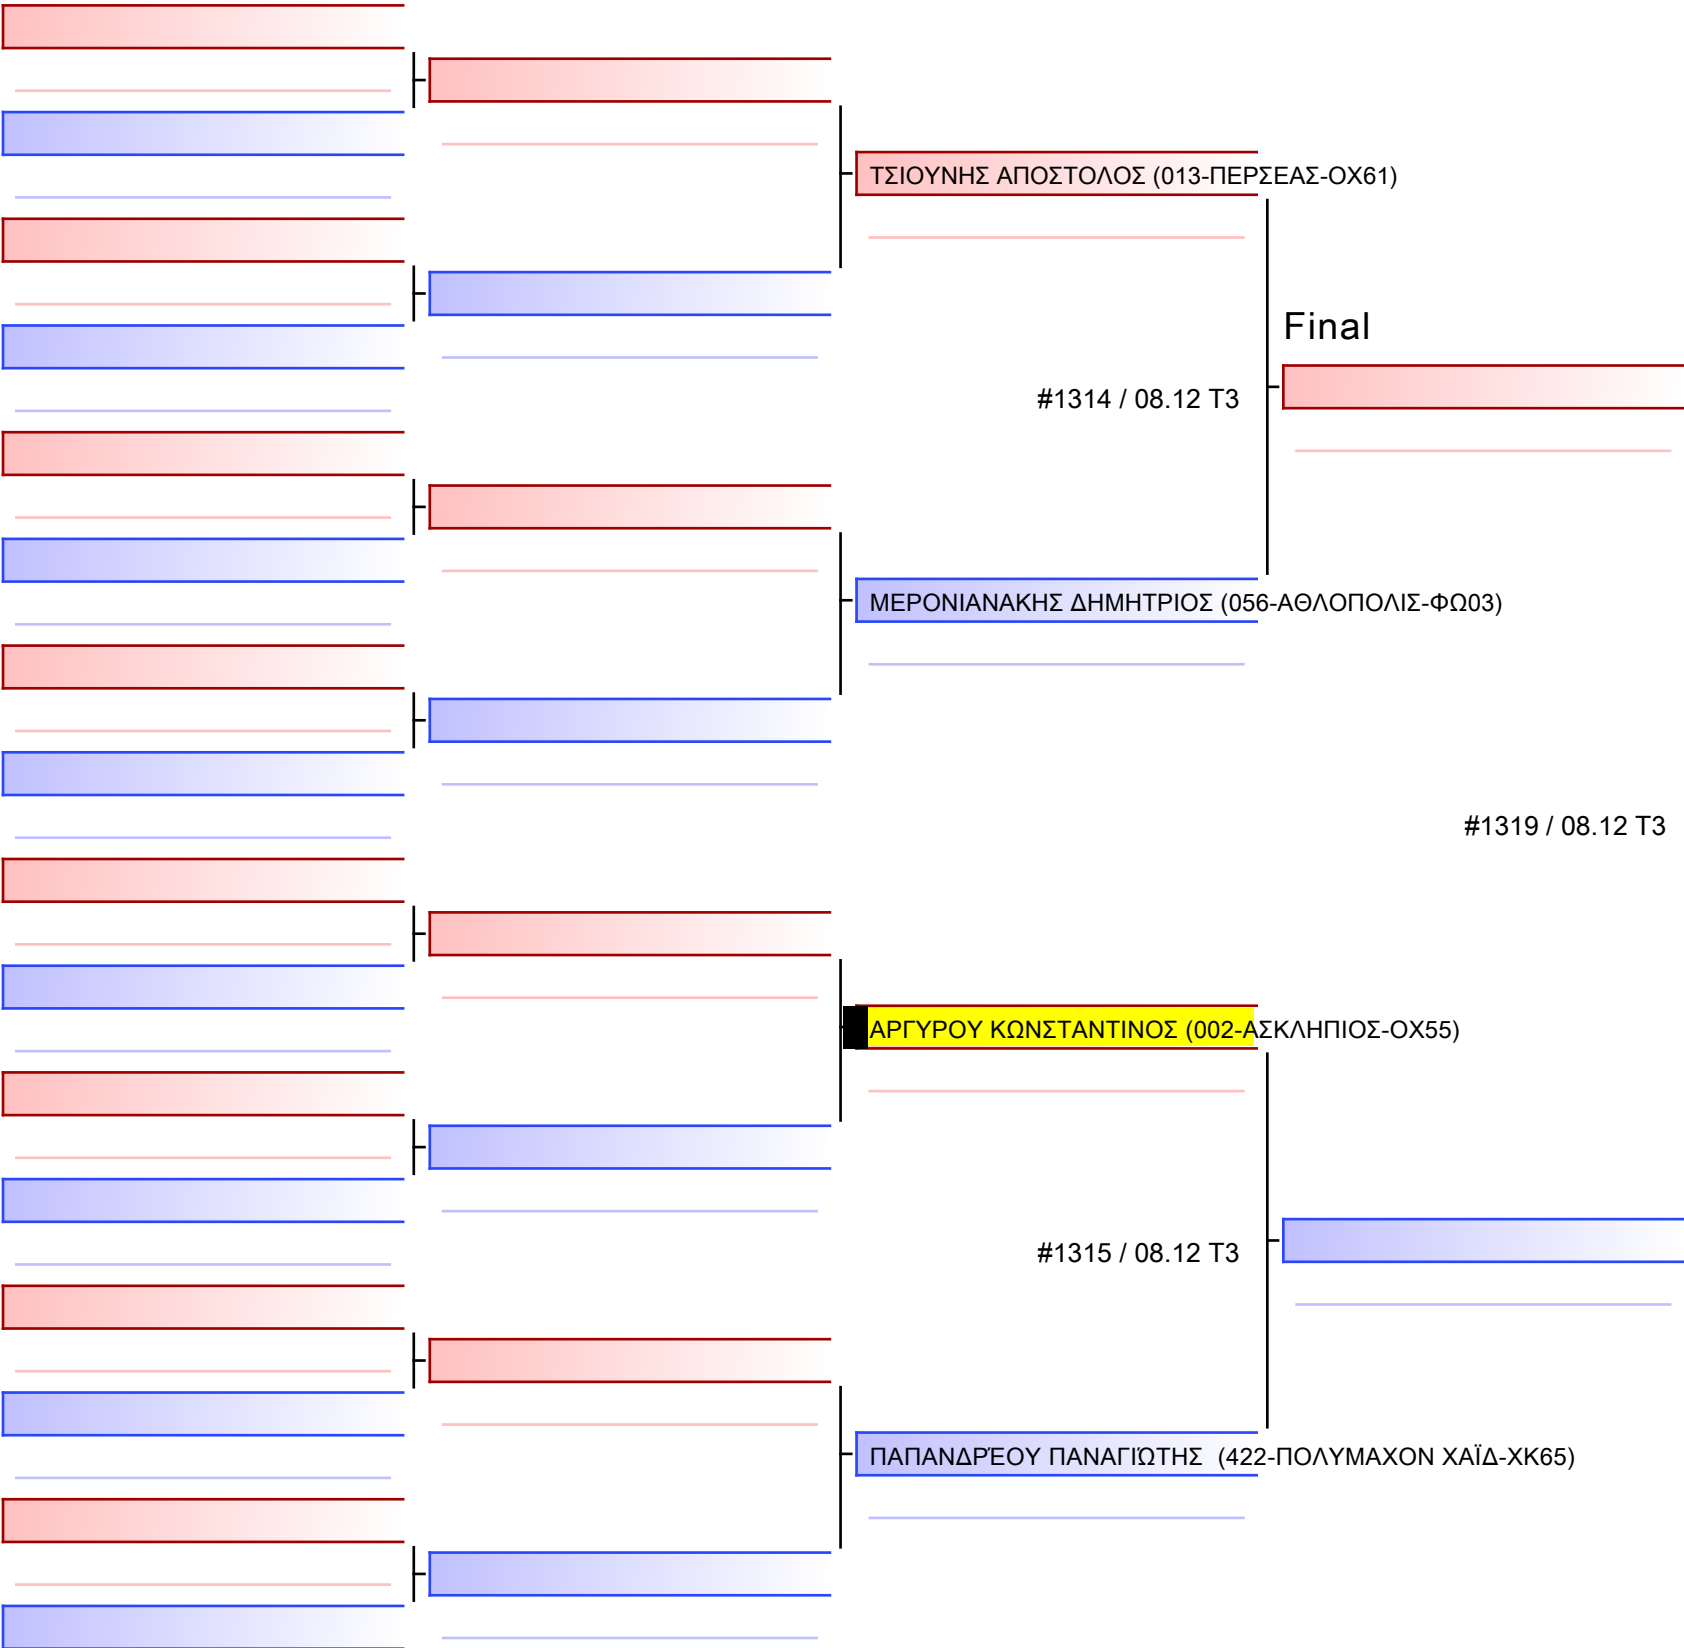 ΤΣΙΟΥΝΗΣ ΑΠΟΣΤΟΛΟΣ (013-ΠΕΡΣΕΑΣ-ΟΧ61)
Final
#1314 / 08.12 T3
ΜΕΡΟΝΙΑΝΑΚΗΣ ΔΗΜΗΤΡΙΟΣ (056-ΑΘΛΟΠΟΛΙΣ-ΦΩ03)
#1319 / 08.12 T3
ΑΡΓΥΡΟΥ ΚΩΝΣΤΑΝΤΙΝΟΣ (002-ΑΣΚΛΗΠΙΟΣ-ΟΧ55)
#1315 / 08.12 T3
ΠΑΠΑΝΔΡΈΟΥ ΠΑΝΑΓΙΏΤΗΣ (422-ΠΟΛΥΜΑΧΟΝ ΧΑΪΔ-ΧΚ65)